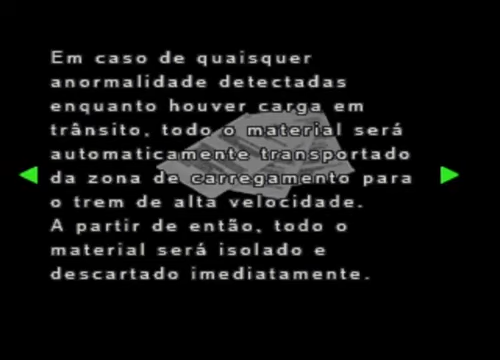 Em caso de quaisquer
anormalidade detectadas
enquanto houver carga em
trânsito, todo o material será
automaticamente transportado
da zona de carregamento para
o trem de alta velocidade.
A partir de então, todo o
material será isolado e
descartado imediatamente.